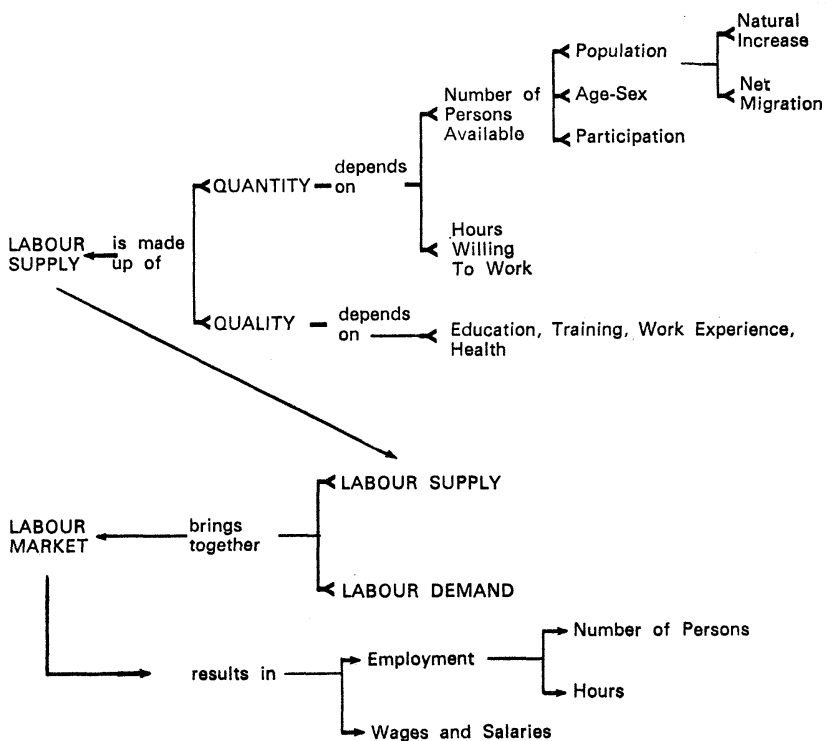 Natural
Increase
Population
Net
Migration
Number of
Persons
Available
Age-Sex
Participation
depends
on
QUANTITY
Hours
Willing
To Work
LABOUR
SUPPLY
is made
up of
QUALITY
depends
on
Education, Training, Work Experience,
Health
LABOUR SUPPLY
LABOUR
MARKET
brings
together
LABOUR DEMAND
results in
Employment
Number of Persons
Hours
Wages and Salaries